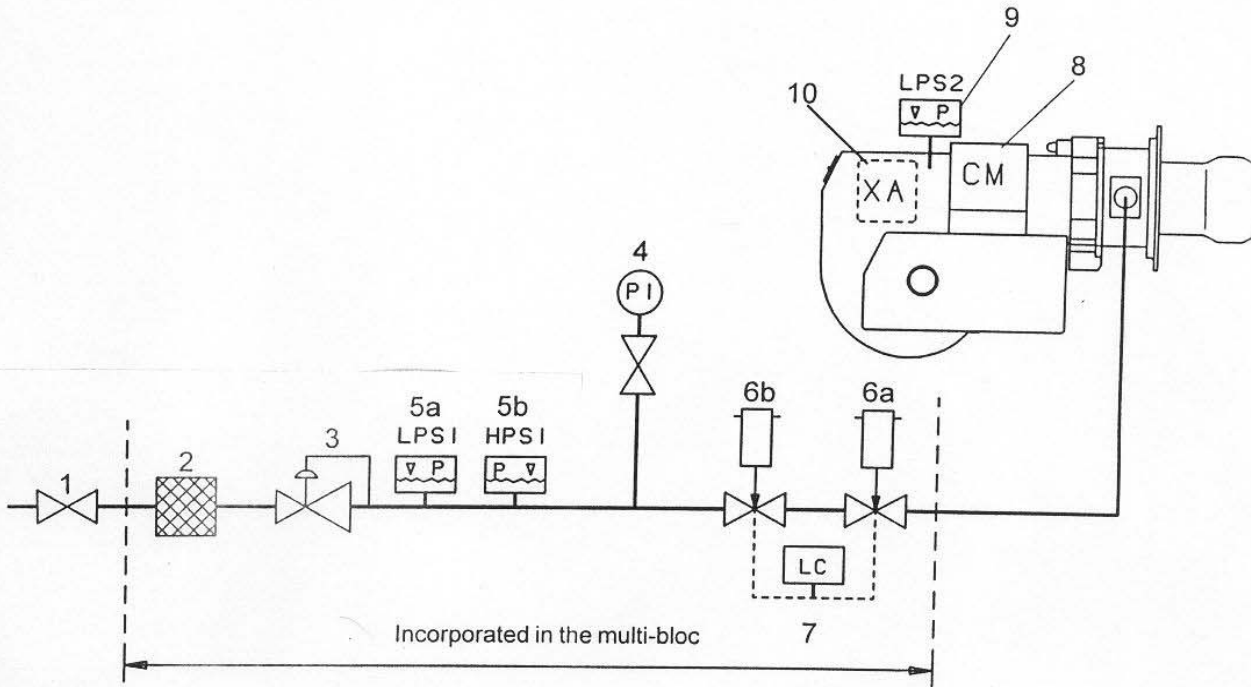 9
8
LPS2
10
∇ P
CM
XA
4
PI
6b
6a
5a
5b
LPS1
HPS1
3
∇ P
P ∇
2
1
LC
Incorporated in the multi-bloc
7